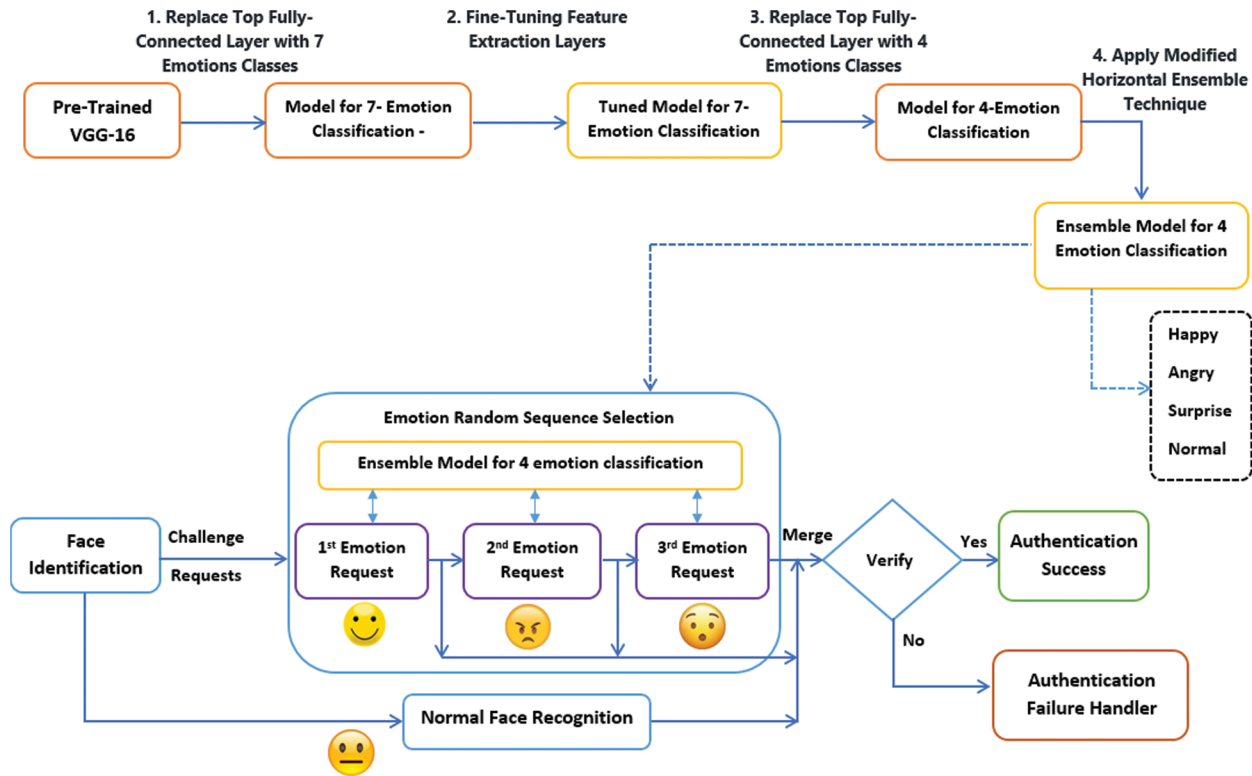 1. Replace Top Fully-
Connected Layer with 7
Emotions Classes
2. Fine-Tuning Feature
Extraction Layers
3. Replace Top Fully-
Connected Layer with 4
Emotions Classes
4. Apply Modified
Horizontal Ensemble
Technique
Pre-Trained
VGG-16
Model for 7- Emotion
Classification -
Tuned Model for 7-
Emotion Classification
Model for 4-Emotion
Classification
Ensemble Model for 4
Emotion Classification
Happy
Angry
Surprise
Normal
Emotion Random Sequence Selection
Ensemble Model for 4 emotion classification
Face
Identification
Challenge
Requests
1st Emotion
Request
2nd Emotion
Request
3rd Emotion
Request
Merge
Verify
Yes
Authentication
Success
No
Authentication
Failure Handler
Normal Face Recognition